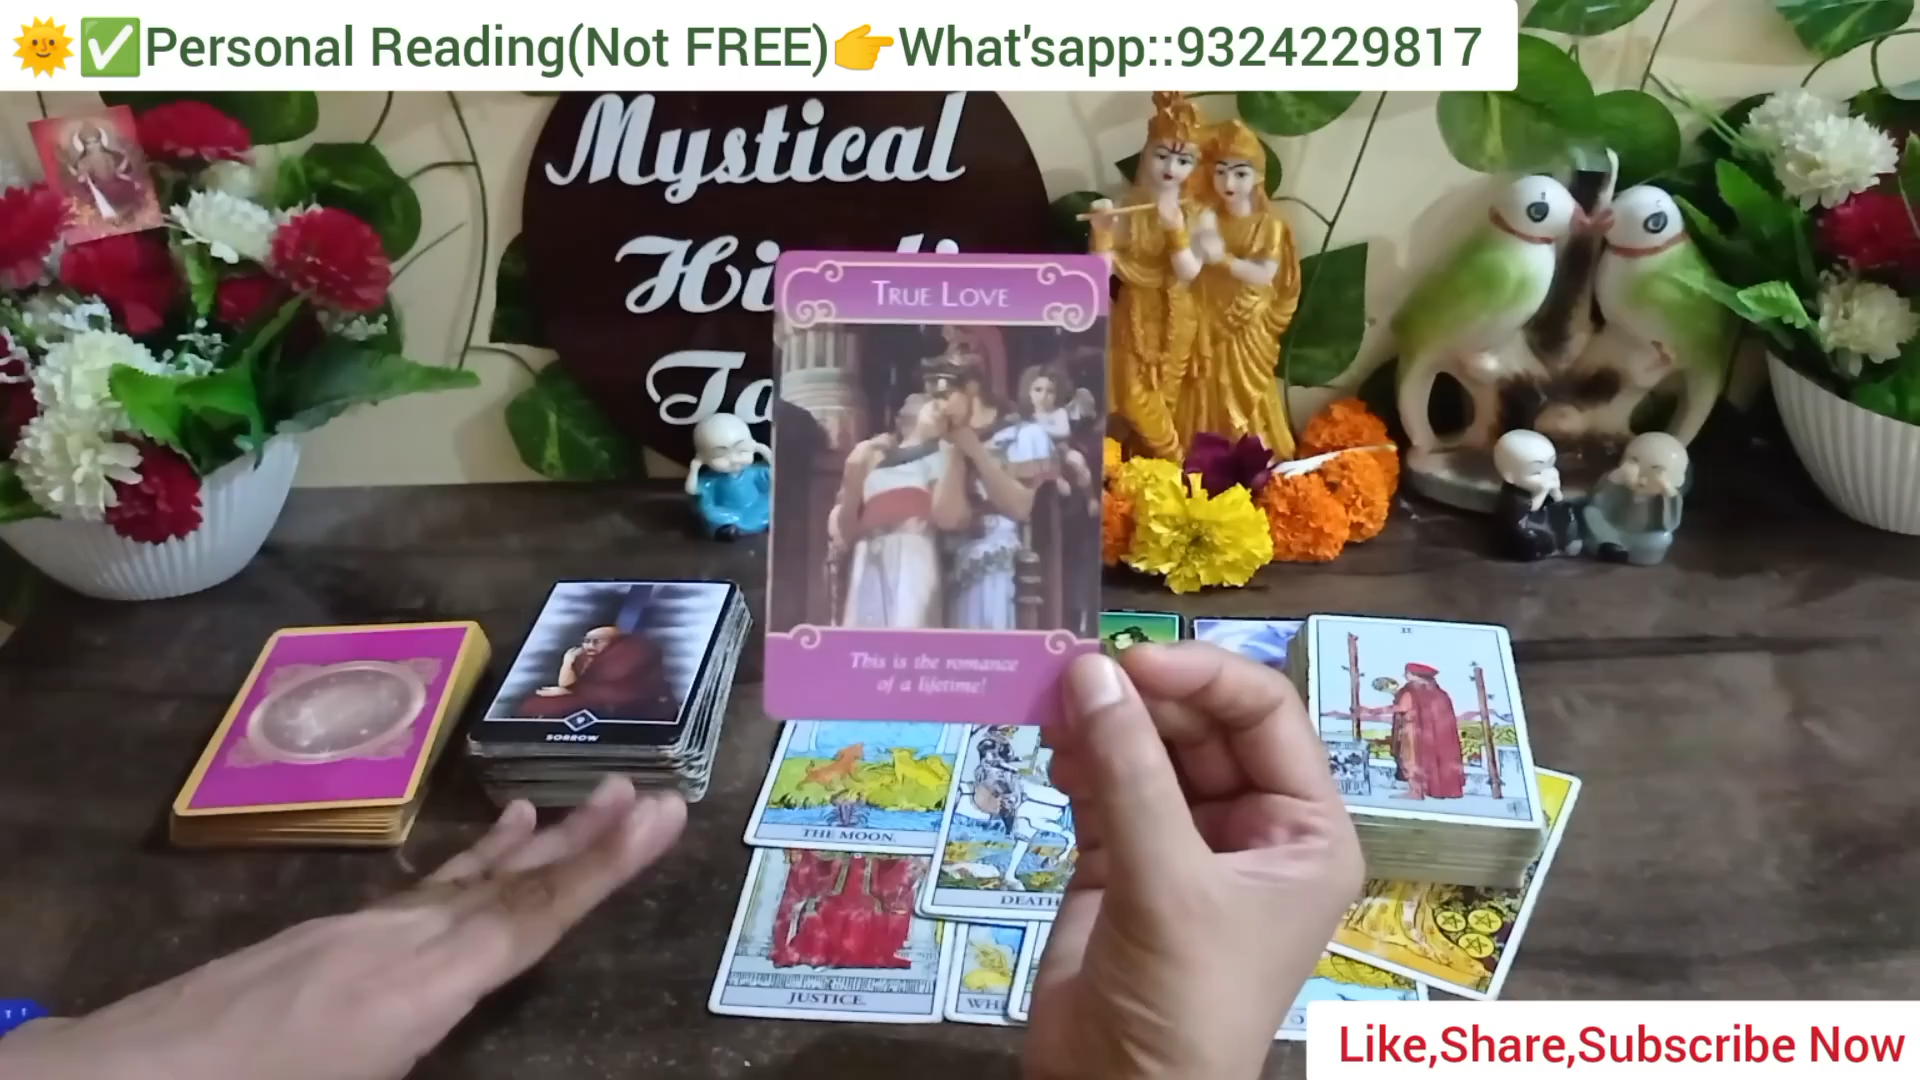 Personal Reading(Not FREE)👉What'sapp::9324229817
Mystical
TRUE LOVE
This is the romance
of a lifetime!
SORROW
II
THE MOON.
DEATH
JUSTICE.
Like,Share,Subscribe Now